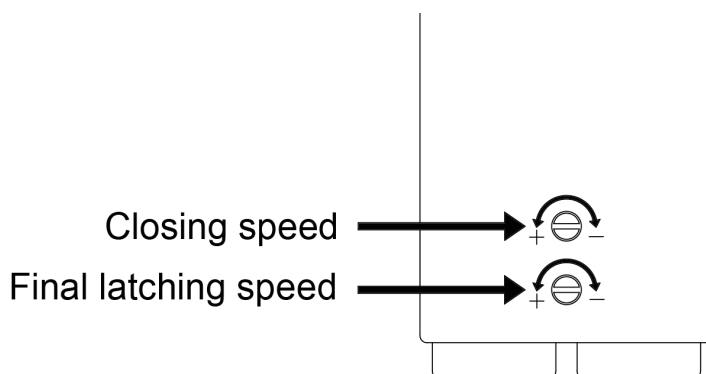 Closing speed + −
Final latching speed + −